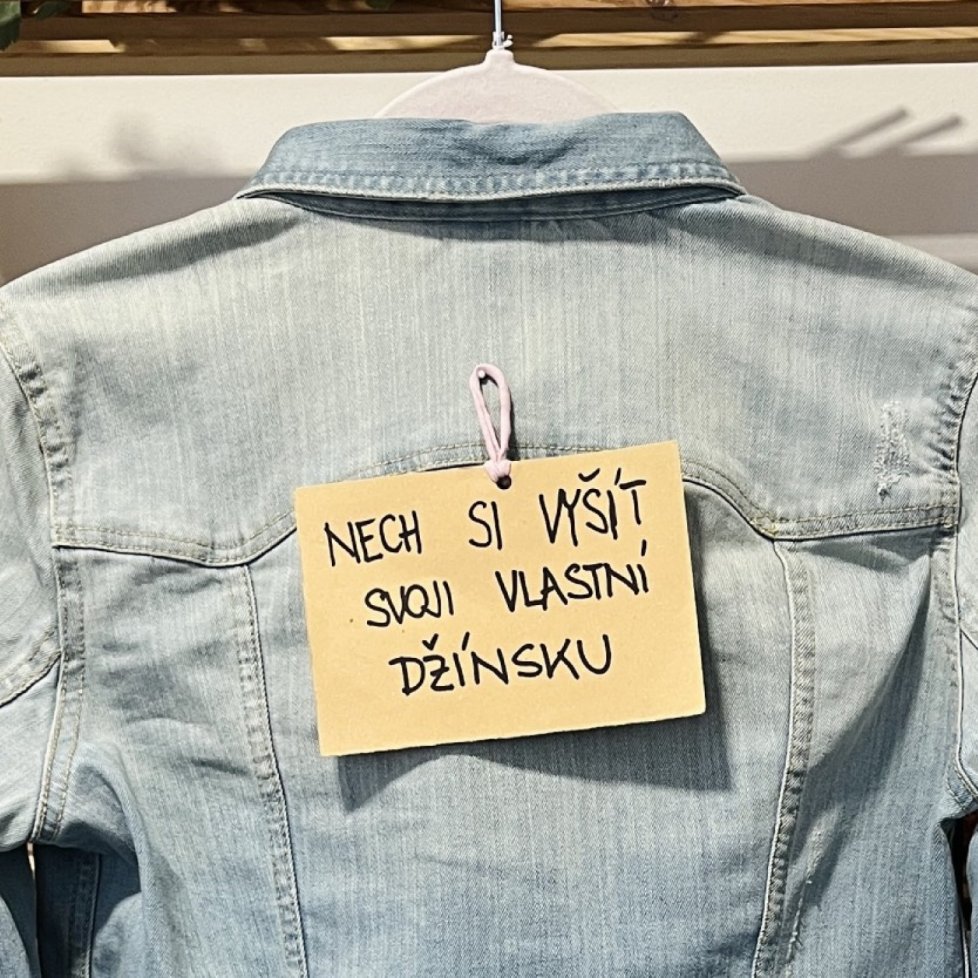 NECH SI VYŠÍT
SVOJI VLASTNÍ
DŽÍNSKU